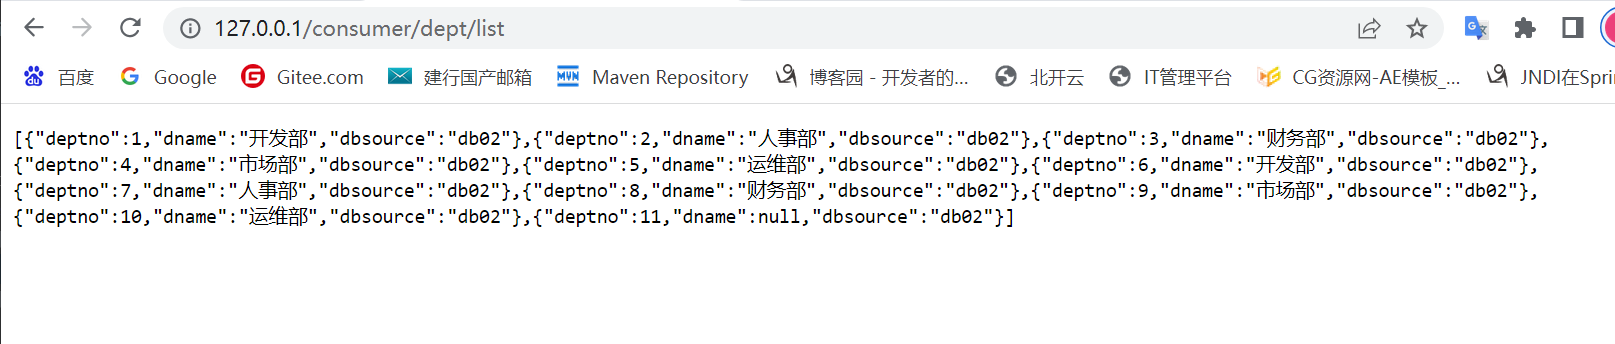 127.0.0.1/consumer/dept/list
百度 Google Gitee.com 建行国产邮箱 Maven Repository 博客园 - 开发者的... 北开云 IT管理平台 CG资源网-AE模板_... JNDI在Sprin
[{"deptno":1,"dname":"开发部","dbsource":"db02"},{"deptno":2,"dname":"人事部","dbsource":"db02"},{"deptno":3,"dname":"财务部","dbsource":"db02"},
{"deptno":4,"dname":"市场部","dbsource":"db02"},{"deptno":5,"dname":"运维部","dbsource":"db02"},{"deptno":6,"dname":"开发部","dbsource":"db02"},
{"deptno":7,"dname":"人事部","dbsource":"db02"},{"deptno":8,"dname":"财务部","dbsource":"db02"},{"deptno":9,"dname":"市场部","dbsource":"db02"},
{"deptno":10,"dname":"运维部","dbsource":"db02"},{"deptno":11,"dname":null,"dbsource":"db02"}]